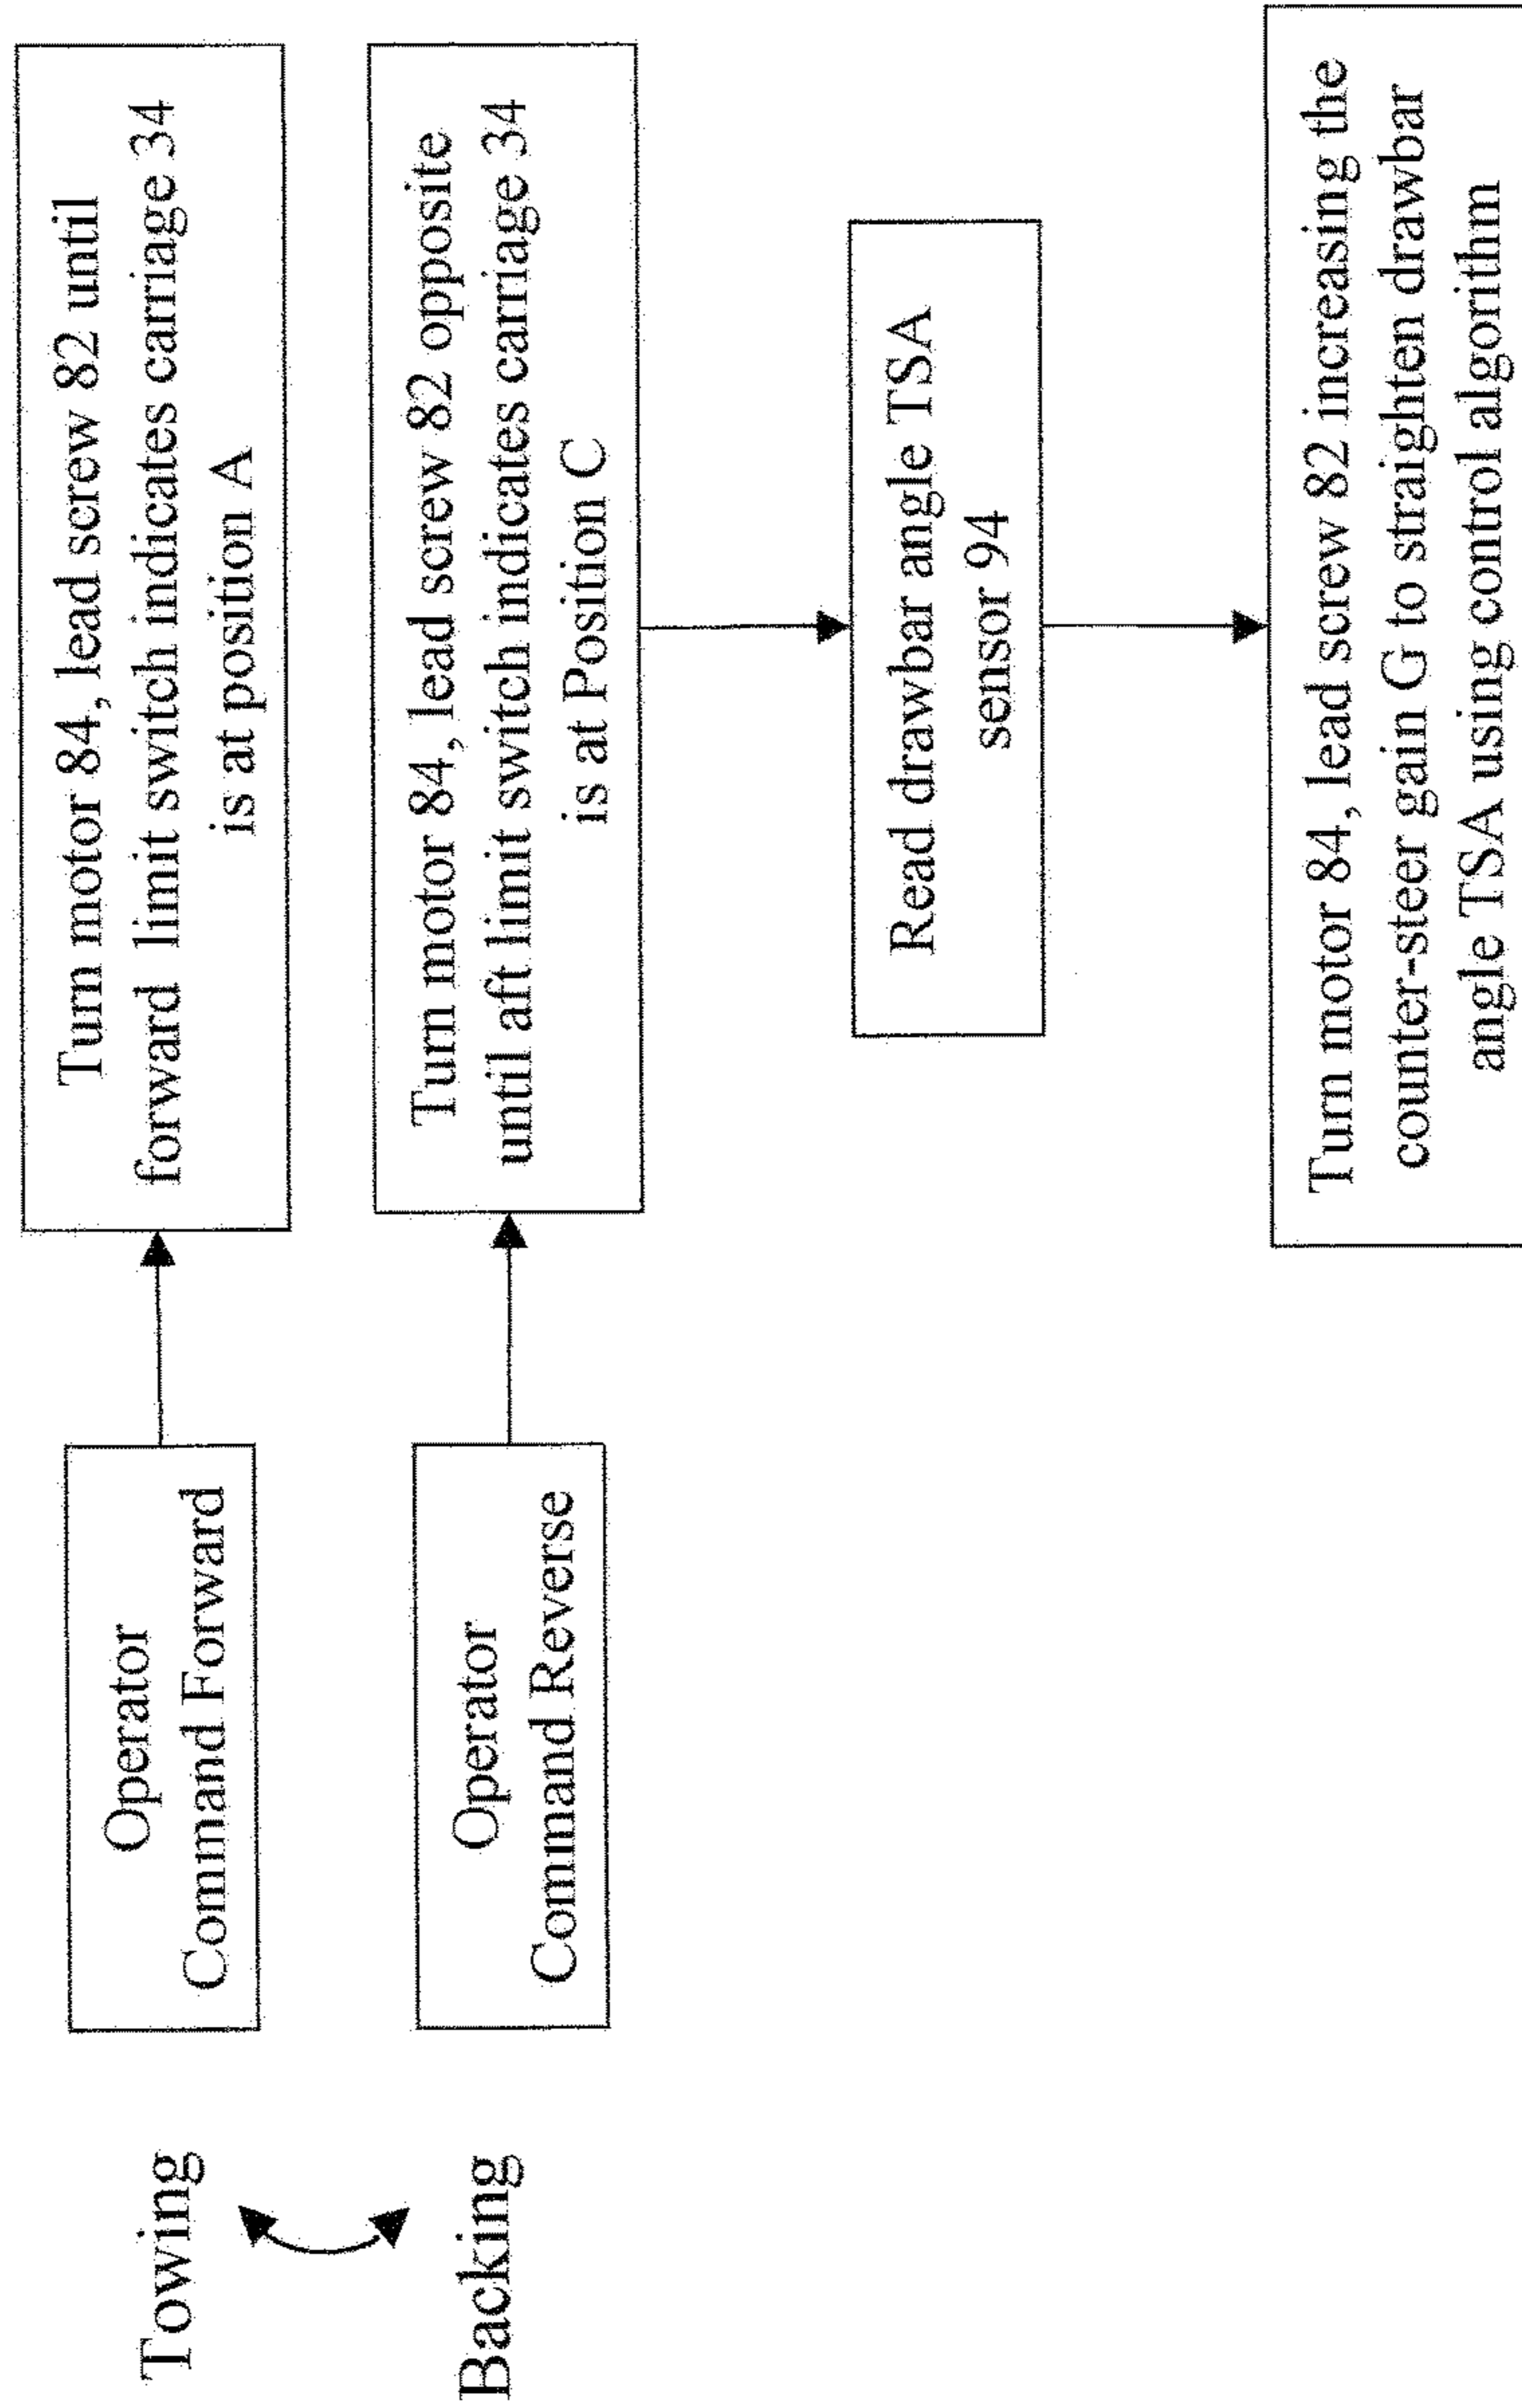 Towing
Operator
Command Forward
Turn motor 84, lead screw 82 until
forward limit switch indicates carriage 34
is at position A
Backing
Operator
Command Reverse
Turn motor 84, lead screw 82 opposite
until aft limit switch indicates carriage 34
is at Position C
Read drawbar angle TSA
sensor 94
Turn motor 84, lead screw 82 increasing the
counter-steer gain G to straighten drawbar
angle TSA using control algorithm